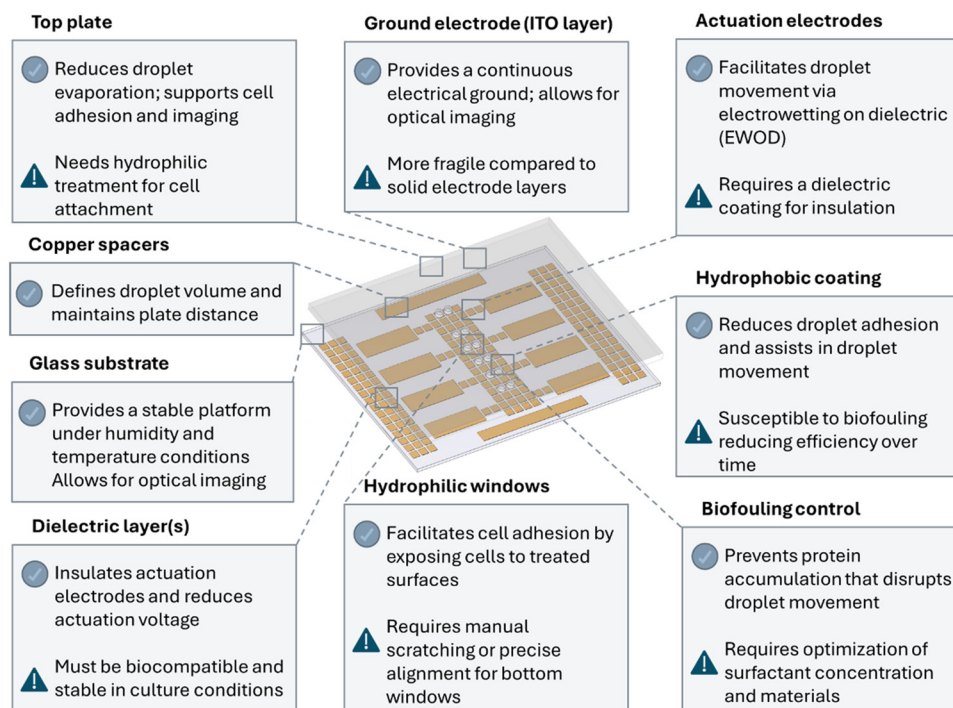 Top plate
Reduces droplet
evaporation; supports cell
adhesion and imaging
Needs hydrophilic
treatment for cell
attachment
Ground electrode (ITO layer)
Provides a continuous
electrical ground; allows for
optical imaging
More fragile compared to
solid electrode layers
Actuation electrodes
Facilitates droplet
movement via
electrowetting on dielectric
(EWOD)
Requires a dielectric
coating for insulation
Copper spacers
Defines droplet volume and
maintains plate distance
Hydrophobic coating
Reduces droplet adhesion
and assists in droplet
movement
Susceptible to biofouling
reducing efficiency over
time
Glass substrate
Provides a stable platform
under humidity and
temperature conditions
Allows for optical imaging
Dielectric layer(s)
Insulates actuation
electrodes and reduces
actuation voltage
Must be biocompatible and
stable in culture conditions
Hydrophilic windows
Facilitates cell adhesion by
exposing cells to treated
surfaces
Requires manual
scratching or precise
alignment for bottom
windows
Biofouling control
Prevents protein
accumulation that disrupts
droplet movement
Requires optimization of
surfactant concentration
and materials